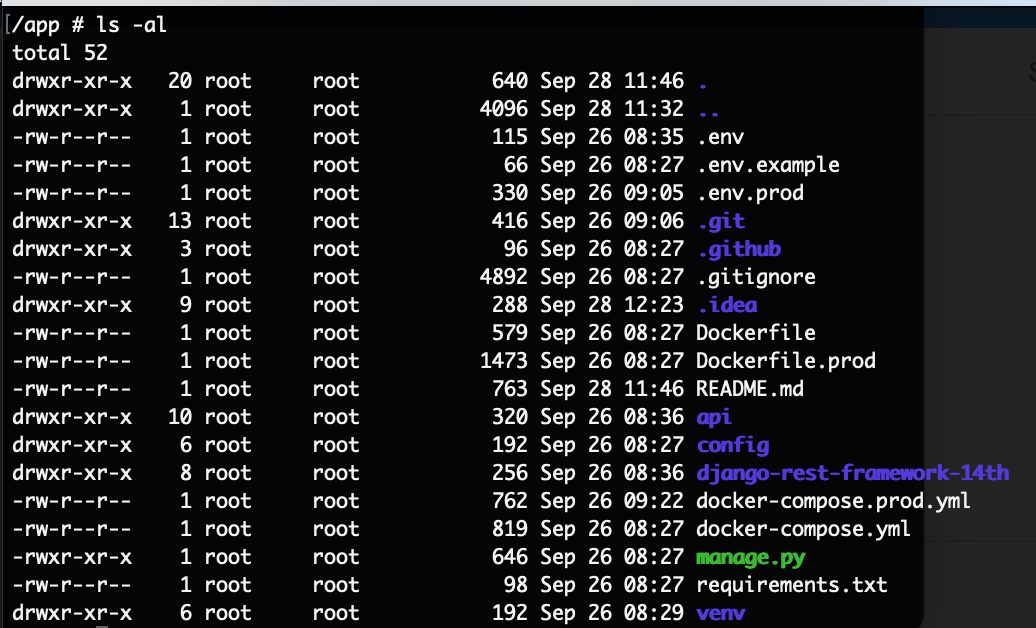 [/app # ls -al
total 52
drwxr-xr-x   20 root     root           640 Sep 28 11:46 .
drwxr-xr-x    1 root     root          4096 Sep 28 11:32 ..
-rw-r--r--    1 root     root           115 Sep 26 08:35 .env
-rw-r--r--    1 root     root            66 Sep 26 08:27 .env.example
-rw-r--r--    1 root     root           330 Sep 26 09:05 .env.prod
drwxr-xr-x   13 root     root           416 Sep 26 09:06 .git
drwxr-xr-x    3 root     root            96 Sep 26 08:27 .github
-rw-r--r--    1 root     root          4892 Sep 26 08:27 .gitignore
drwxr-xr-x    9 root     root           288 Sep 28 12:23 .idea
-rw-r--r--    1 root     root           579 Sep 26 08:27 Dockerfile
-rw-r--r--    1 root     root          1473 Sep 26 08:27 Dockerfile.prod
-rw-r--r--    1 root     root           763 Sep 28 11:46 README.md
drwxr-xr-x   10 root     root           320 Sep 26 08:36 api
drwxr-xr-x    6 root     root           192 Sep 26 08:27 config
drwxr-xr-x    8 root     root           256 Sep 26 08:36 django-rest-framework-14th
-rw-r--r--    1 root     root           762 Sep 26 09:22 docker-compose.prod.yml
-rw-r--r--    1 root     root           819 Sep 26 08:27 docker-compose.yml
-rwxr-xr-x    1 root     root           646 Sep 26 08:27 manage.py
-rw-r--r--    1 root     root            98 Sep 26 08:27 requirements.txt
drwxr-xr-x    6 root     root           192 Sep 26 08:29 venv